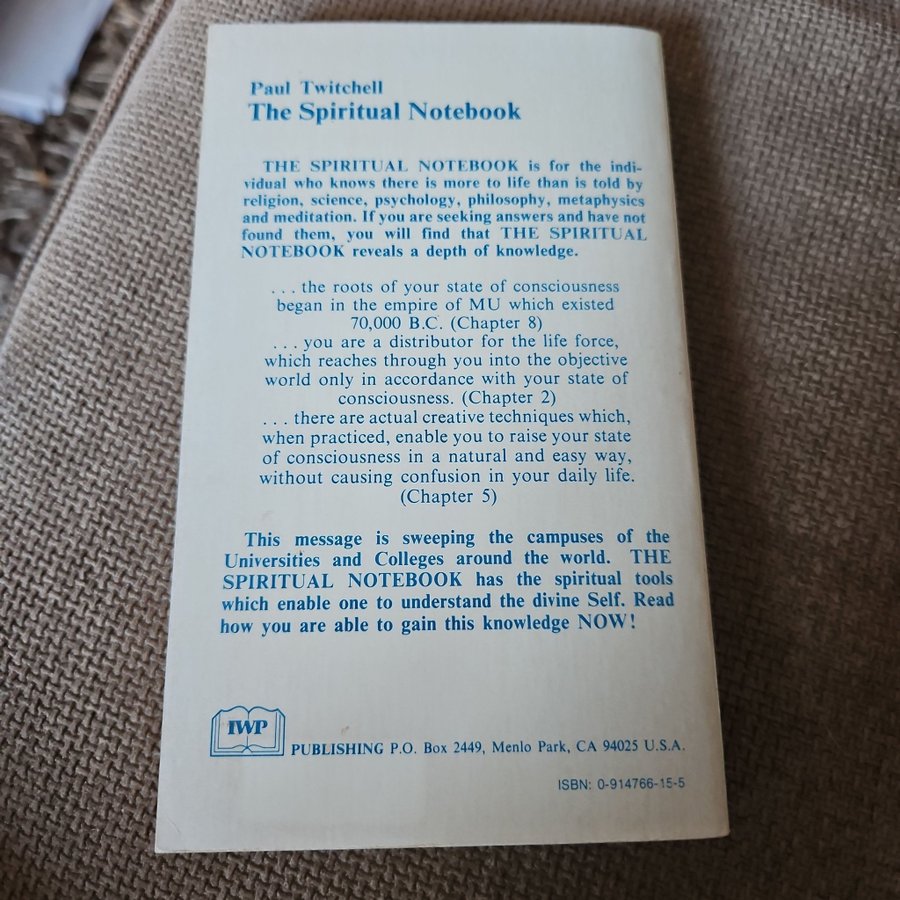 Paul Twitchell
The Spiritual Notebook
THE SPIRITUAL NOTEBOOK is for the indi-
vidual who knows there is more to life than is told by
religion, science, psychology, philosophy, metaphysics
and meditation. If you are seeking answers and have not
found them, you will find that THE SPIRITUAL
NOTEBOOK reveals a depth of knowledge.
. . . the roots of your state of consciousness
began in the empire of MU which existed
70,000 B.C. (Chapter 8)
. . . you are a distributor for the life force,
which reaches through you into the objective
world only in accordance with your state of
consciousness. (Chapter 2)
. . . there are actual creative techniques which,
when practiced, enable you to raise your state
of consciousness in a natural and easy way,
without causing confusion in your daily life.
(Chapter 5)
This message is sweeping the campuses of the
Universities and Colleges around the world. THE
SPIRITUAL NOTEBOOK has the spiritual tools
which enable one to understand the divine Self. Read
how you are able to gain this knowledge NOW!
IWP
PUBLISHING P.O. Box 2449, Menlo Park, CA 94025 U.S.A.
ISBN: 0-914766-15-5